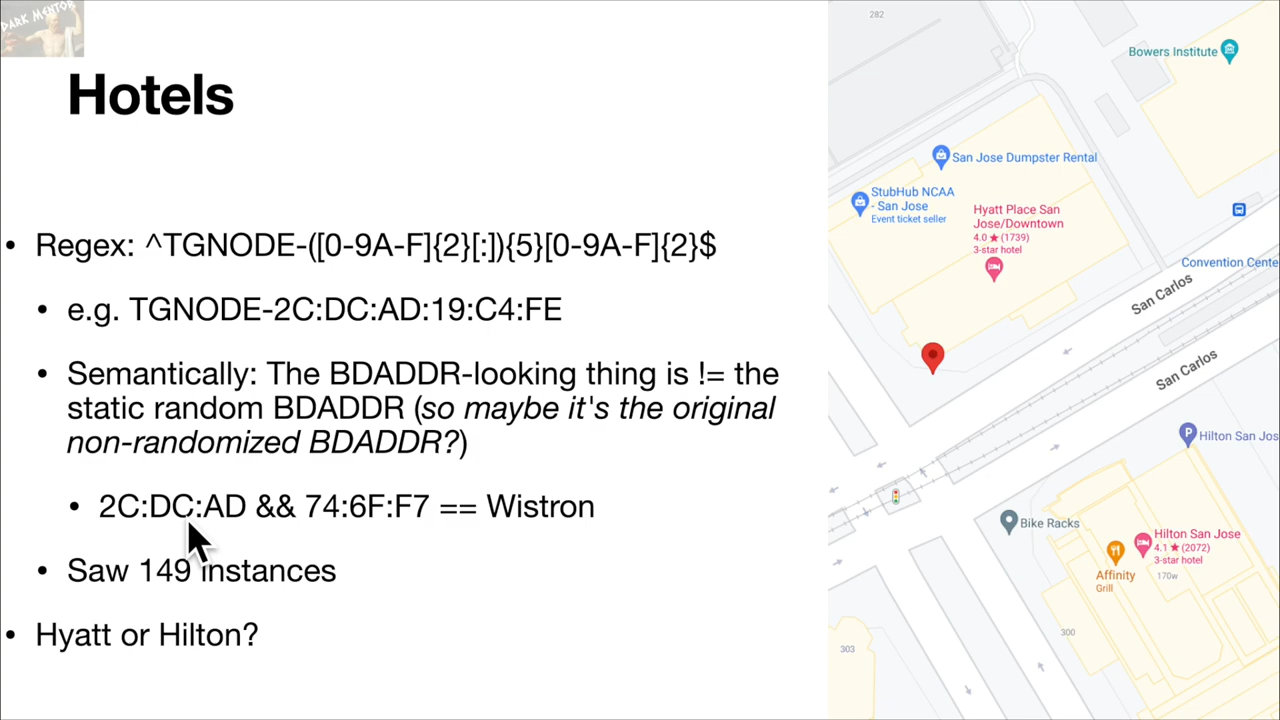 DARK MENTOR
Hotels
• Regex: ^TGNODE-([0-9A-F]{2}[:]){5}[0-9A-F]{2}$
• e.g. TGNODE-2C:DC:AD:19:C4:FE
• Semantically: The BDADDR-looking thing is != the
static random BDADDR (so maybe it's the original
non-randomized BDADDR?)
• 2C:DC:AD && 74:6F:F7 == Wistron
• Saw 149 instances
• Hyatt or Hilton?
282
Bowers Institute
San Jose Dumpster Rental
StubHub NCAA
- San Jose
Event ticket seller
Hyatt Place San
Jose/Downtown
4.0 ★ (1739)
3-star hotel
Convention Cente
San Carlos
San Carlos
Hilton San Jos
Bike Racks
Hilton San Jose
4.1 ★ (2072)
3-star hotel
Affinity
Grill
170w
300
303